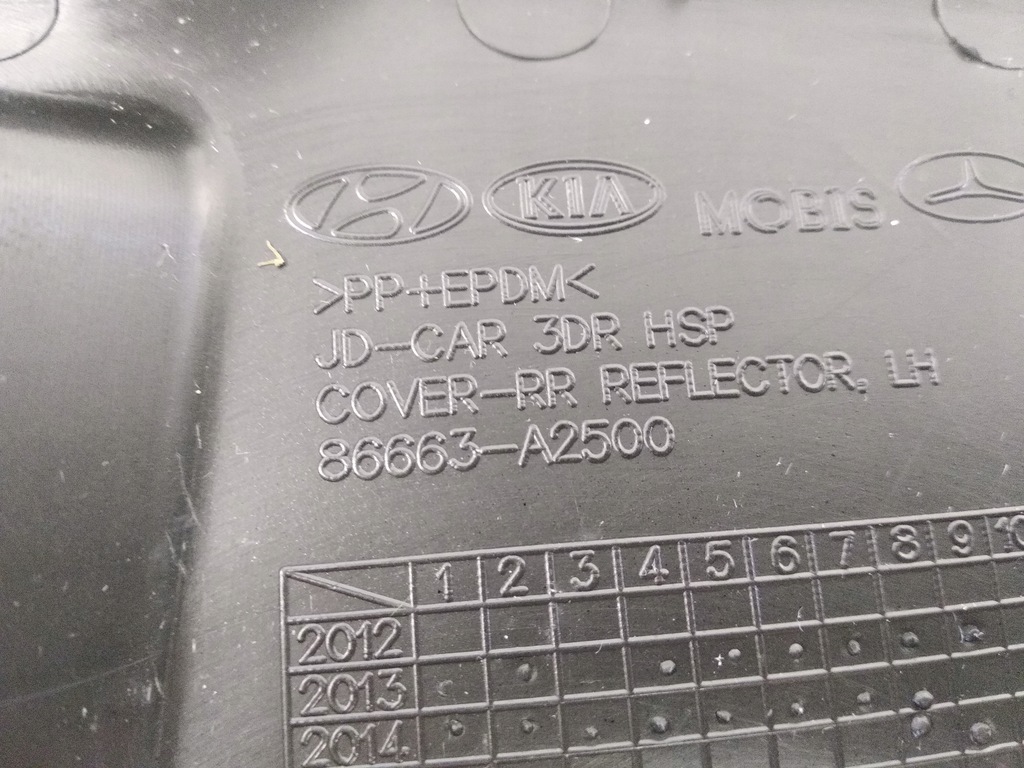 KIA MOBIS
>PP+EPDM<
JD-CAR 3DR HSP
COVER-RR REFLECTOR, LH
86663-A2500
1 2 3 4 5 6 7 8 9 10
2012
2013
2014